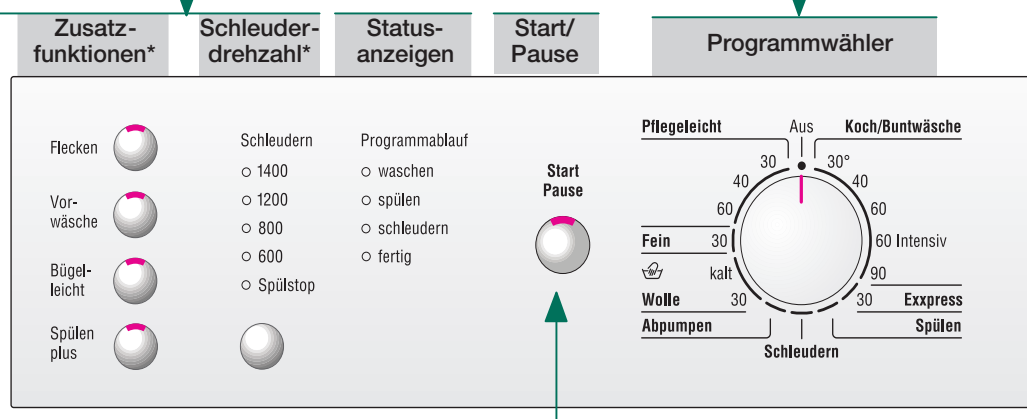 Zusatz-
funktionen*
Schleuder-
drehzahl*
Status-
anzeigen
Start/
Pause
Programmwähler
Flecken
Vor-
wäsche
Bügel-
leicht
Spülen
plus
Schleudern
1400
1200
800
600
Spülstop
Programmablauf
waschen
spülen
schleudern
fertig
Start
Pause
Pflegeleicht
Aus
Koch/Buntwäsche
30
30°
40
40
60
60
Fein 30
60 Intensiv
kalt
90
Wolle 30
30 Exxpress
Abpumpen
Spülen
Schleudern